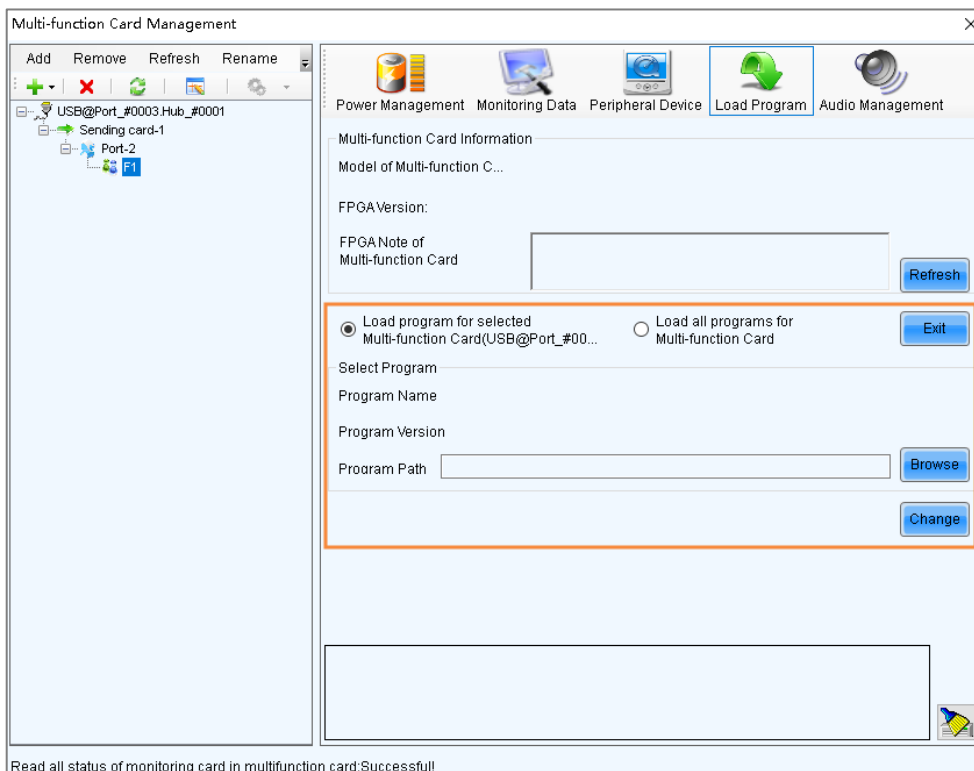 Multi-function Card Management
Add Remove Refresh Rename
USB@Port_#0003.Hub_#0001
Sending card-1
Port-2
F1
Power Management Monitoring Data Peripheral Device Load Program Audio Management
Multi-function Card Information
Model of Multi-function C...
FPGA Version:
FPGA Note of
Multi-function Card
Refresh
Load program for selected
Multi-function Card(USB@Port_#00...
Load all programs for
Multi-function Card
Exit
Select Program
Program Name
Program Version
Program Path
Browse
Change
Read all status of monitoring card in multifunction card:Successful!